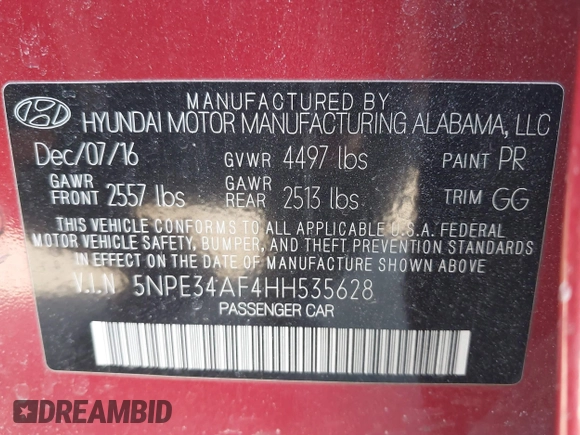 MANUFACTURED BY
HYUNDAI MOTOR MANUFACTURING ALABAMA, LLC
Dec/07/16 GVWR 4497 lbs PAINT PR
GAWR FRONT 2557 lbs GAWR REAR 2513 lbs TRIM GG
THIS VEHICLE CONFORMS TO ALL APPLICABLE U.S.A. FEDERAL
MOTOR VEHICLE SAFETY, BUMPER, AND THEFT PREVENTION STANDARDS
IN EFFECT ON THE DATE OF MANUFACTURE SHOWN ABOVE
V.I.N 5NPE34AF4HH535628
PASSENGER CAR
DREAMBID